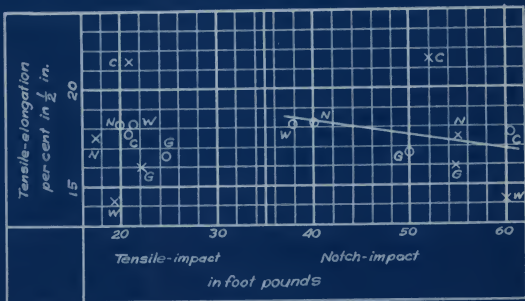 Tensile-elongation
per-cent in ½ in.
20
15
C
N
W
C
G
N
G
W
C
N
W
N
G
C
G
W
20
30
40
50
60
Tensile-impact
Notch-impact
in foot pounds